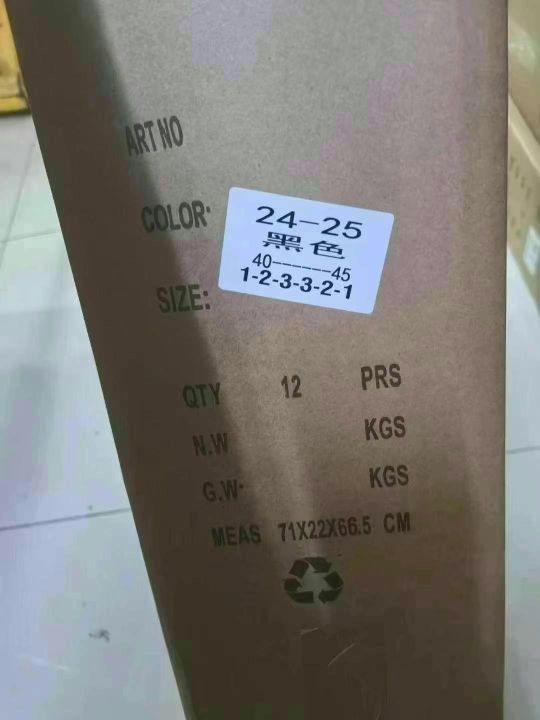 ART NO
COLOR:
24-25
黑色
40------45
1-2-3-3-2-1
SIZE:
QTY 12 PRS
N.W KGS
G.W. KGS
MEAS 71X22X66.5 CM